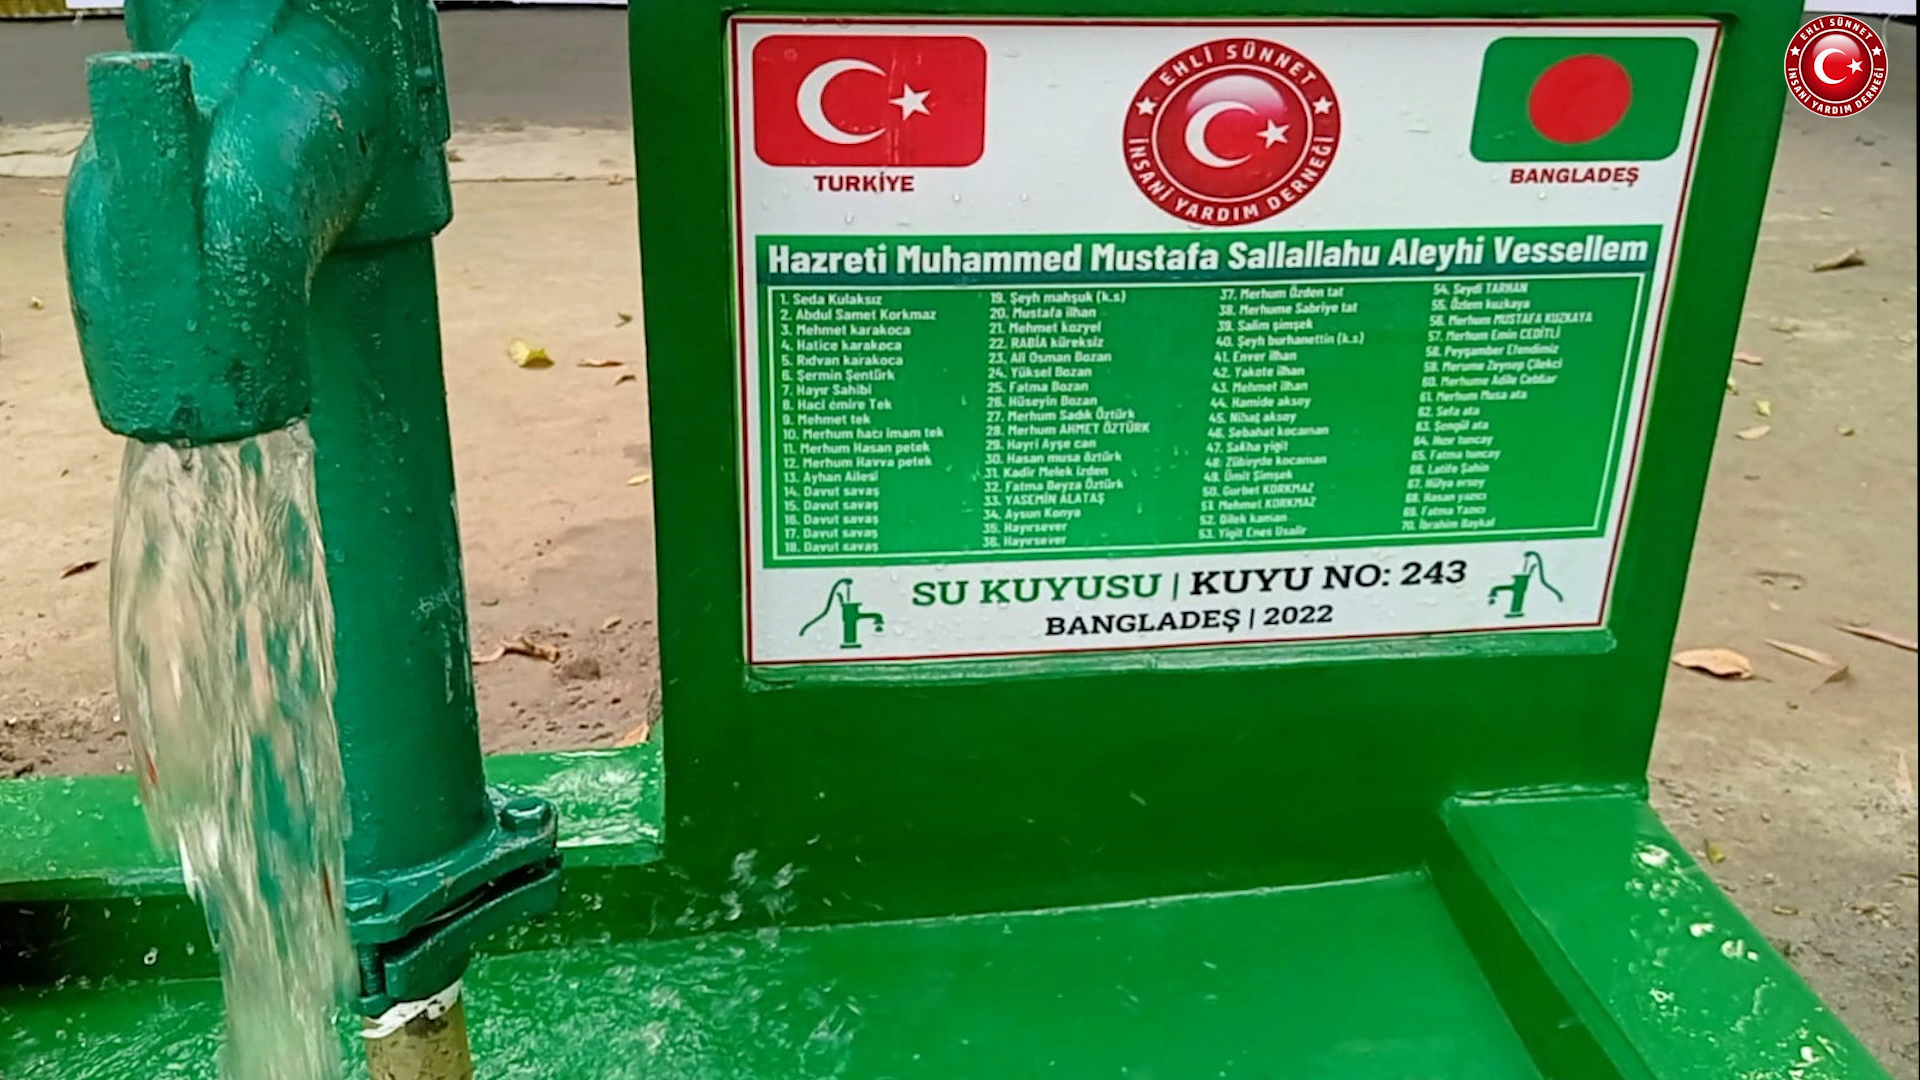 EHLİ SÜNNET
İNSANİ YARDIM DERNEĞİ
TURKİYE
EHLİ SÜNNET
İNSANİ YARDIM DERNEĞİ
BANGLADEŞ
Hazreti Muhammed Mustafa Sallallahu Aleyhi Vessellem
1. Seda Kulaksız
2. Abdul Samet Korkmaz
3. Mehmet karakoca
4. Hatice karakoca
5. Rıdvan karakoca
6. Şermin Şentürk
7. Hayır Sahibi
8. Haci emire Tek
9. Mehmet tek
10. Merhum hacı imam tek
11. Merhum Hasan petek
12. Merhum Havva petek
13. Ayhan Ailesi
14. Davut savaş
15. Davut savaş
16. Davut savaş
17. Davut savaş
18. Davut savaş
19. Şeyh mahşuk (k.s)
20. Mustafa ilhan
21. Mehmet kozyel
22. RABİA küreksiz
23. Ali Osman Bozan
24. Yüksel Bozan
25. Fatma Bozan
26. Hüseyin Bozan
27. Merhum Sadık Öztürk
28. Merhum AHMET ÖZTÜRK
29. Hayri Ayşe can
30. Hasan musa öztürk
31. Kadir Melek izden
32. Fatma Beyza Öztürk
33. YASEMİN ALATAŞ
34. Aysun Konya
35. Hayırsever
36. Hayırsever
37. Merhum Özden tat
38. Merhume Sabriye tat
39. Salim şimşek
40. Şeyh burhanettin (k.s)
41. Enver ilhan
42. Yakote ilhan
43. Mehmet ilhan
44. Hamide aksoy
45. Nihat aksoy
46. Sebahat kocaman
47. Sakha yigit
48. Zübiyde kocaman
49. Ümit Şimşek
50. Gurbet KORKMAZ
51. Mehmet KORKMAZ
52. Dilek kaman
53. Yigit Enes Usalir
54. Seydi TARHAN
55. Özlem kuzkaya
56. Merhum MUSTAFA KUZKAYA
57. Merhum Emin CEDİTLİ
58. Peygamber Efendimiz
59. Merume Zeynep Çilekci
60. Merhume Adile Cebliar
61. Merhum Musa ata
62. Sefa ata
63. Şengül ata
64. Hızır tuncay
65. Fatma tuncay
66. Latife Şahin
67. Hülya ersoy
68. Hasan yazıcı
69. Fatma Yazıcı
70. İbrahim Baykal
SU KUYUSU | KUYU NO: 243
BANGLADEŞ | 2022